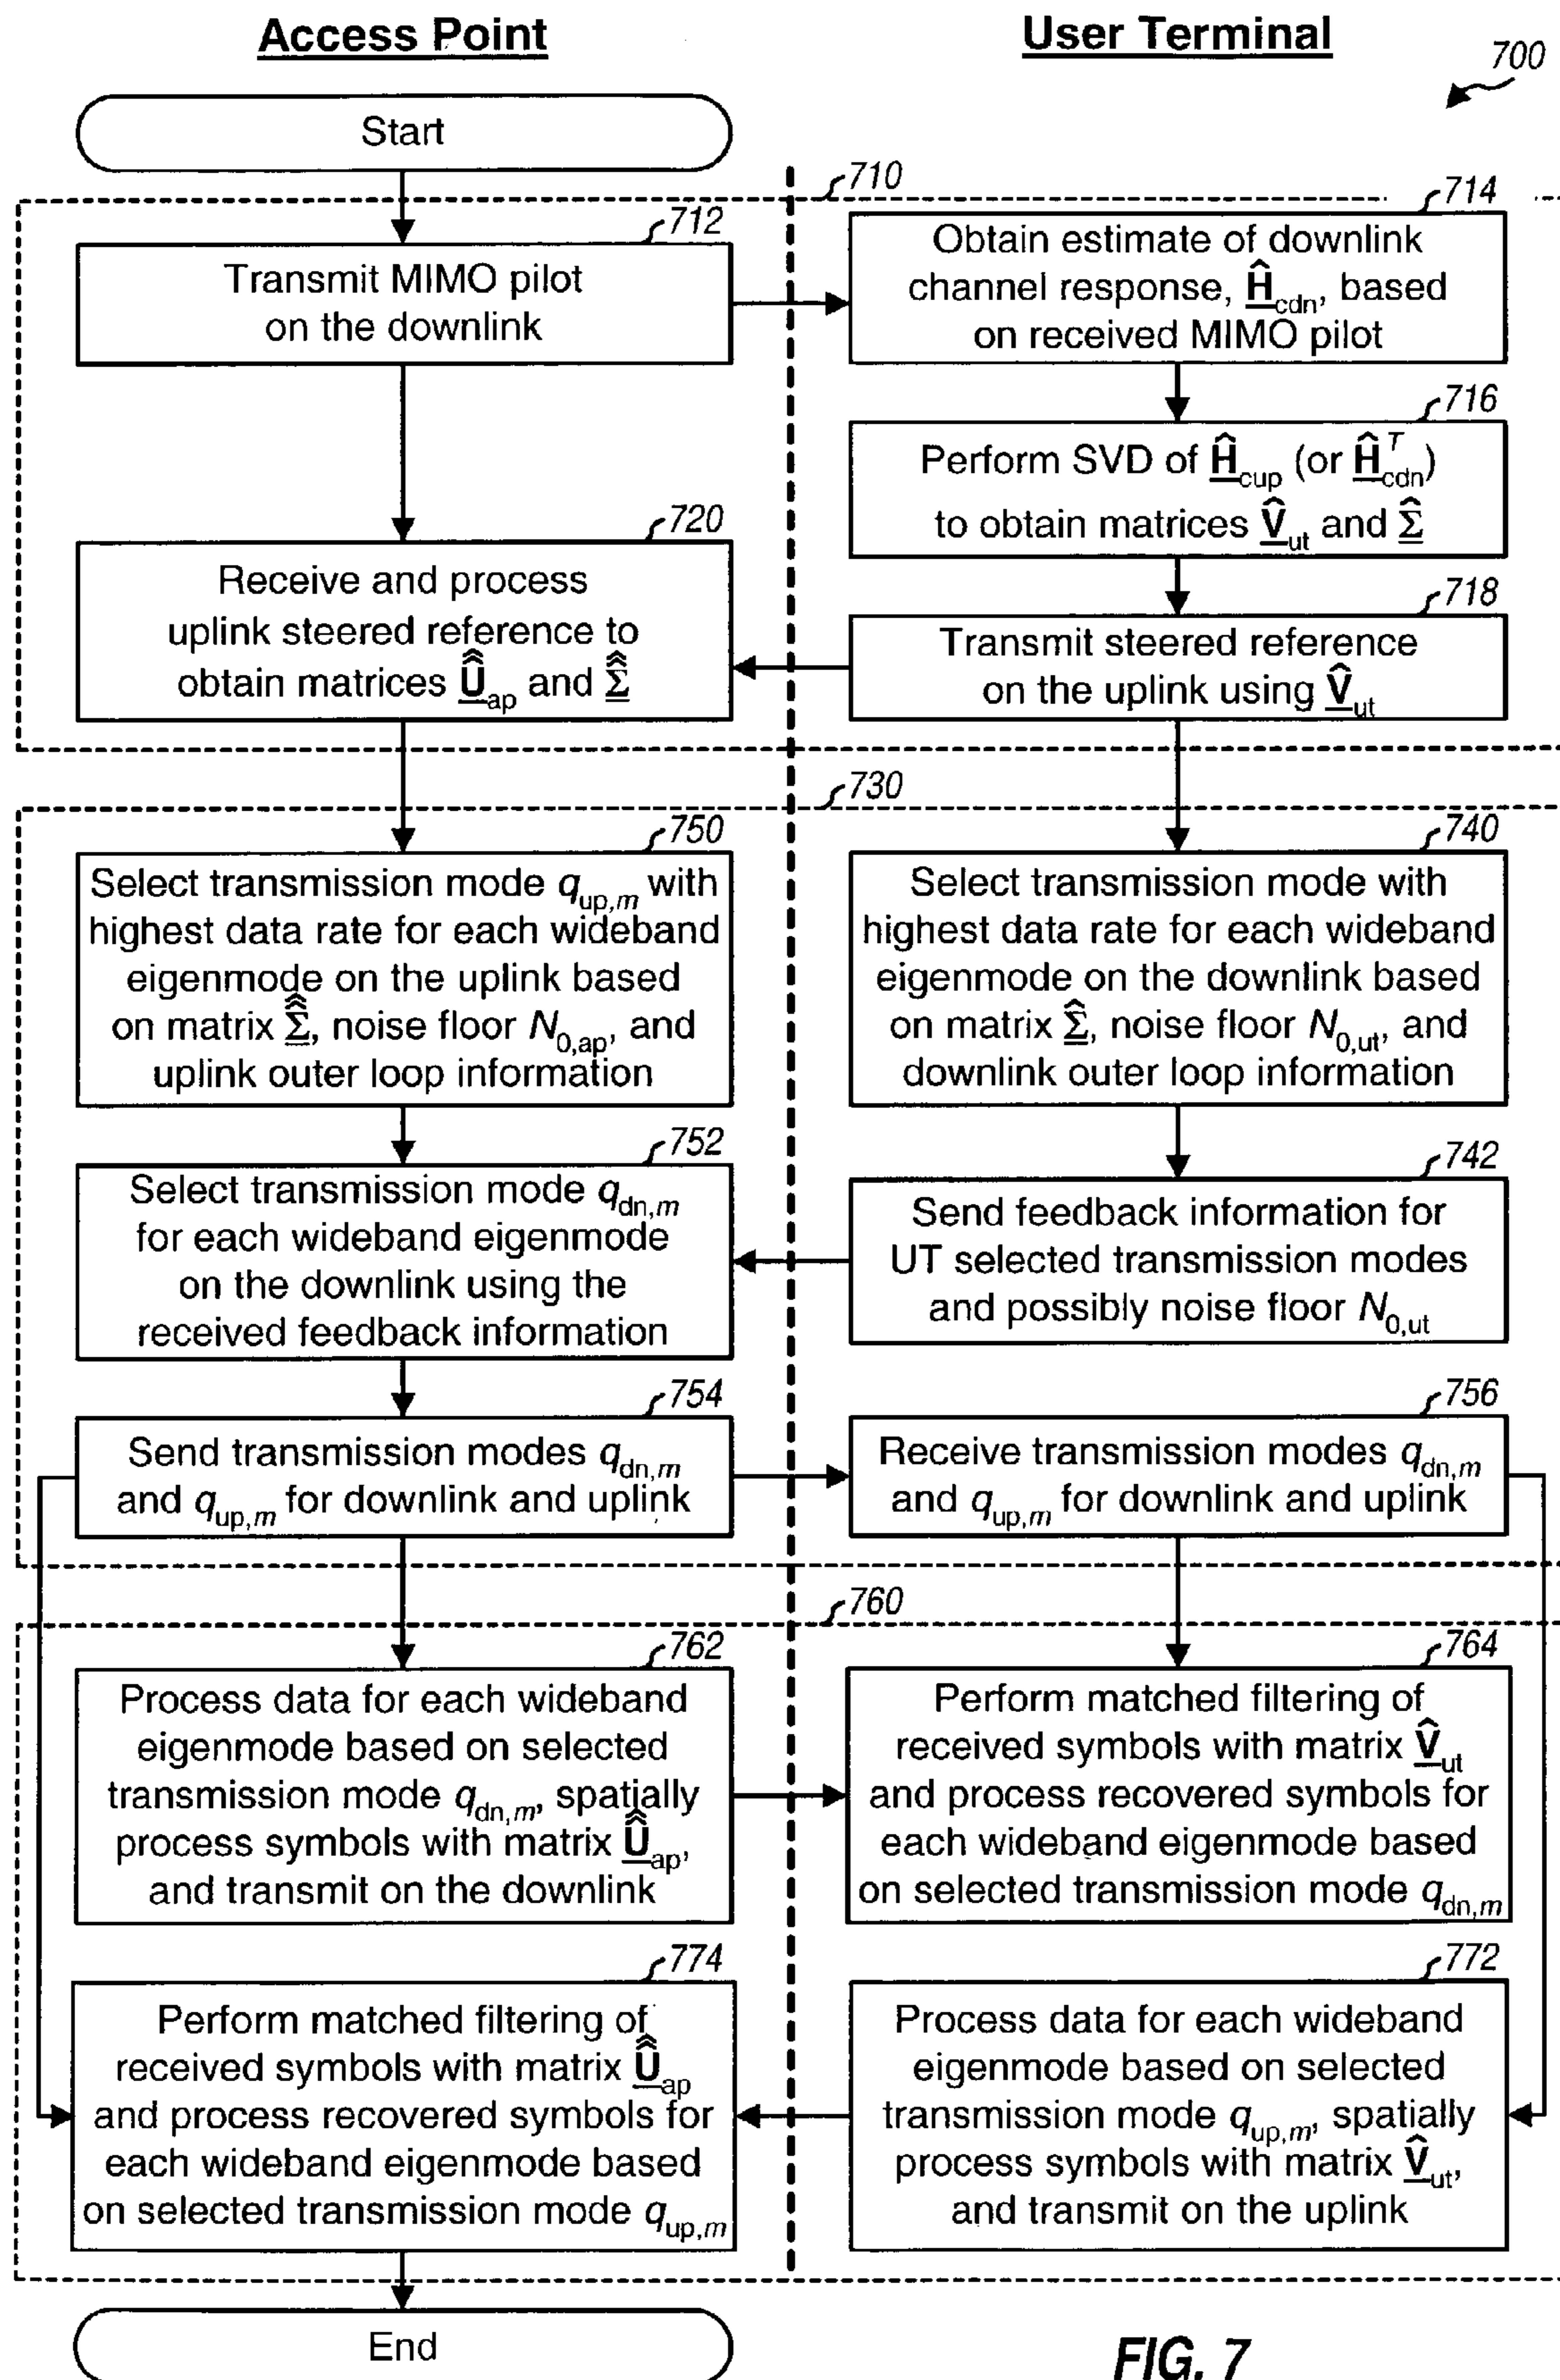 Access Point
User Terminal
700
Start
710
712
Transmit MIMO pilot
on the downlink
714
Obtain estimate of downlink
channel response, Ĥcdn, based
on received MIMO pilot
716
Perform SVD of Ĥcup (or ĤTcdn)
to obtain matrices V̂ut and Σ̂
720
Receive and process
uplink steered reference to
obtain matrices Û̂ap and Σ̂̂
718
Transmit steered reference
on the uplink using V̂ut
730
750
Select transmission mode qup,m with
highest data rate for each wideband
eigenmode on the uplink based
on matrix Σ̂̂, noise floor N0,ap, and
uplink outer loop information
740
Select transmission mode with
highest data rate for each wideband
eigenmode on the downlink based
on matrix Σ̂, noise floor N0,ut, and
downlink outer loop information
752
Select transmission mode qdn,m
for each wideband eigenmode
on the downlink using the
received feedback information
742
Send feedback information for
UT selected transmission modes
and possibly noise floor N0,ut
754
Send transmission modes qdn,m
and qup,m for downlink and uplink
756
Receive transmission modes qdn,m
and qup,m for downlink and uplink
760
762
Process data for each wideband
eigenmode based on selected
transmission mode qdn,m, spatially
process symbols with matrix Û̂ap,
and transmit on the downlink
764
Perform matched filtering of
received symbols with matrix V̂ut
and process recovered symbols for
each wideband eigenmode based
on selected transmission mode qdn,m
774
Perform matched filtering of
received symbols with matrix Û̂ap
and process recovered symbols for
each wideband eigenmode based
on selected transmission mode qup,m
772
Process data for each wideband
eigenmode based on selected
transmission mode qup,m, spatially
process symbols with matrix V̂ut,
and transmit on the uplink
End
FIG. 7